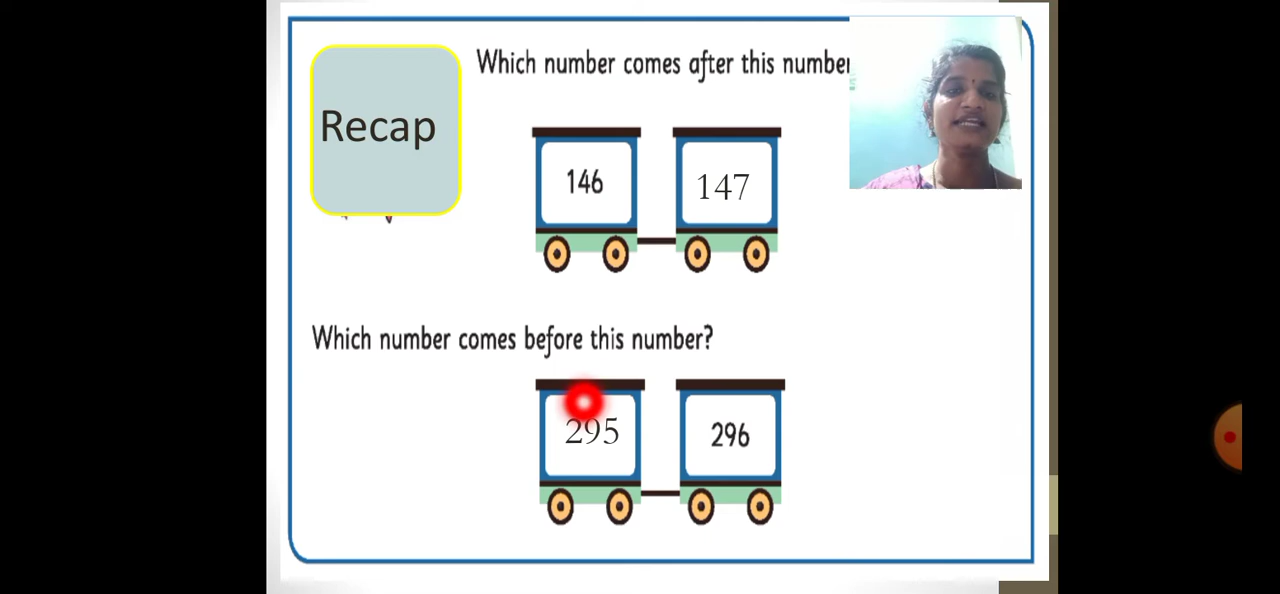 Recap
Which number comes after this number
146 147
Which number comes before this number?
295 296